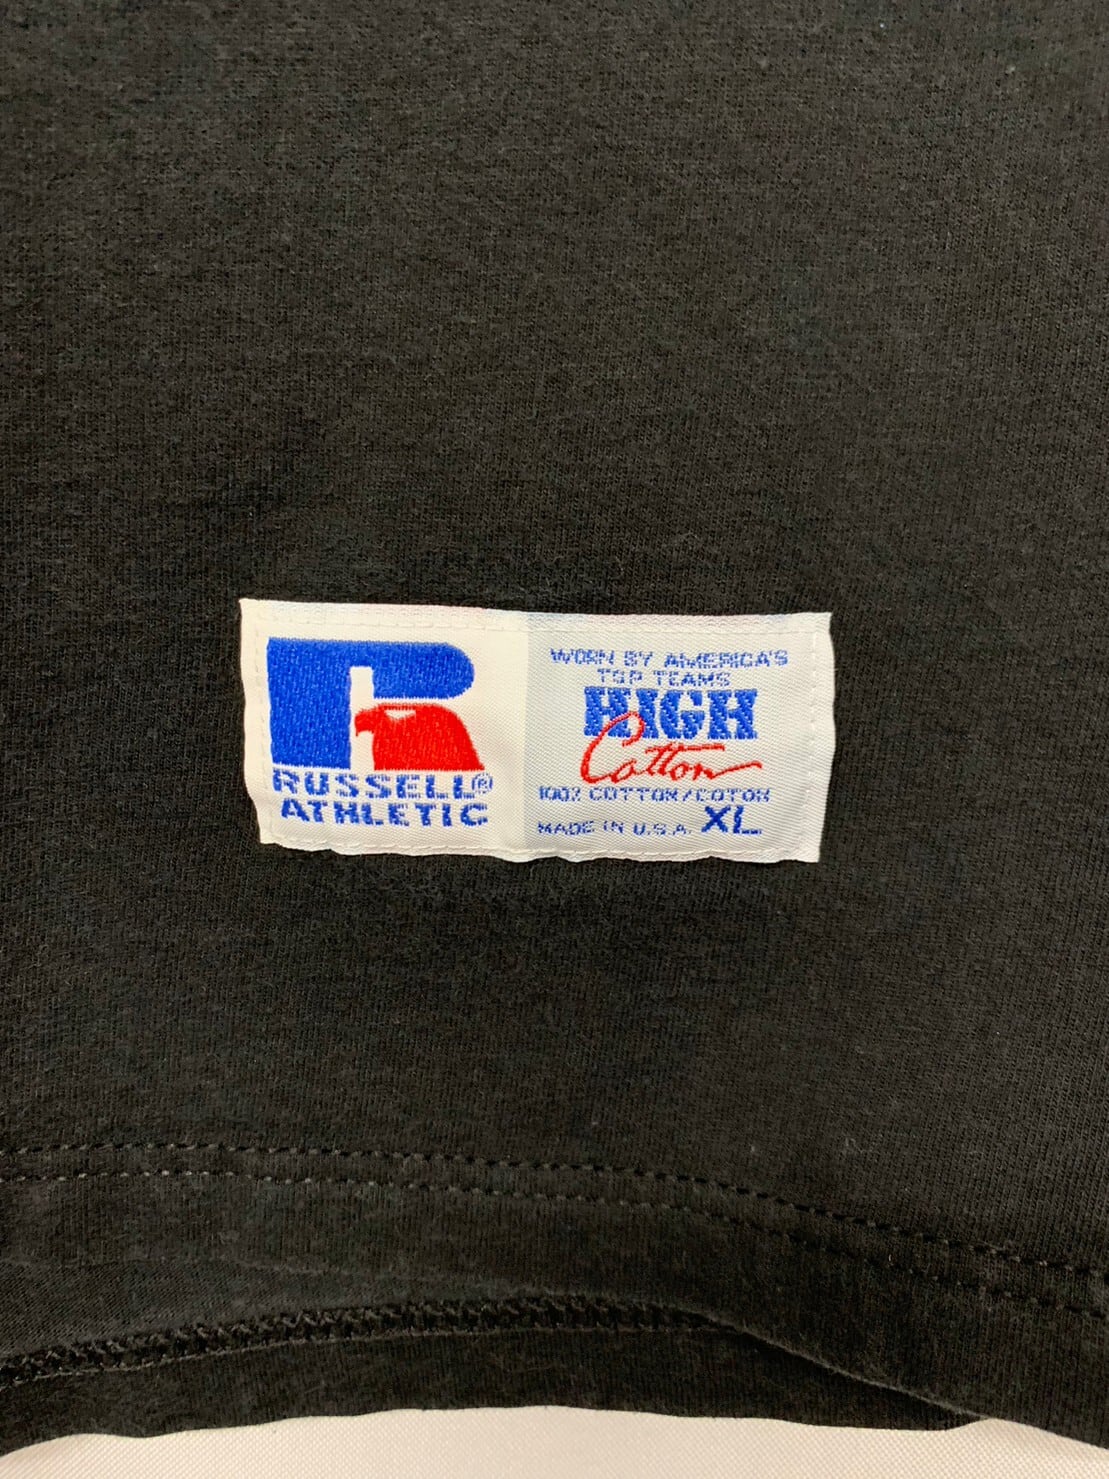 RUSSELL®
ATHLETIC
WORN BY AMERICA'S
TOP TEAMS
HIGH
Cotton
100% COTTON/COTON
MADE IN U.S.A. XL